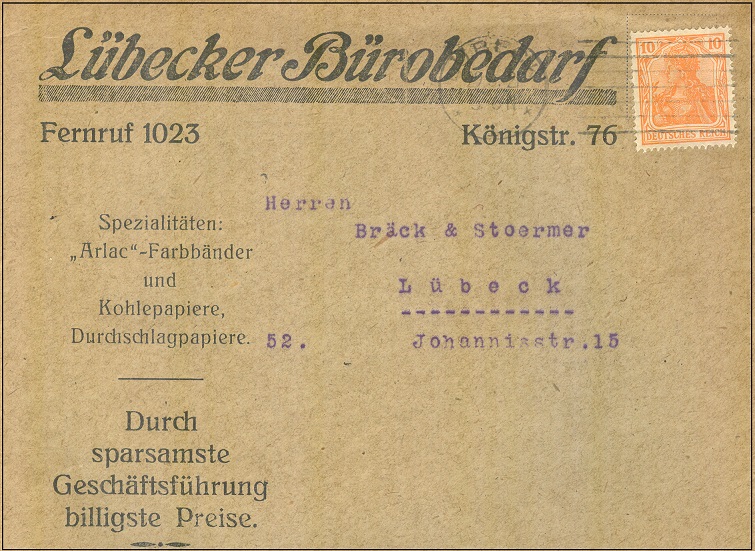 Lübecker Bürobedarf
10 10
DEUTSCHES REICH
Fernruf 1023
Königstr. 76
Herren
Bräck & Stoermer
Lübeck
------------
52. Johannisstr.15
Spezialitäten:
„Arlac“-Farbbänder
und
Kohlepapiere,
Durchschlagpapiere.
Durch
sparsamste
Geschäftsführung
billigste Preise.